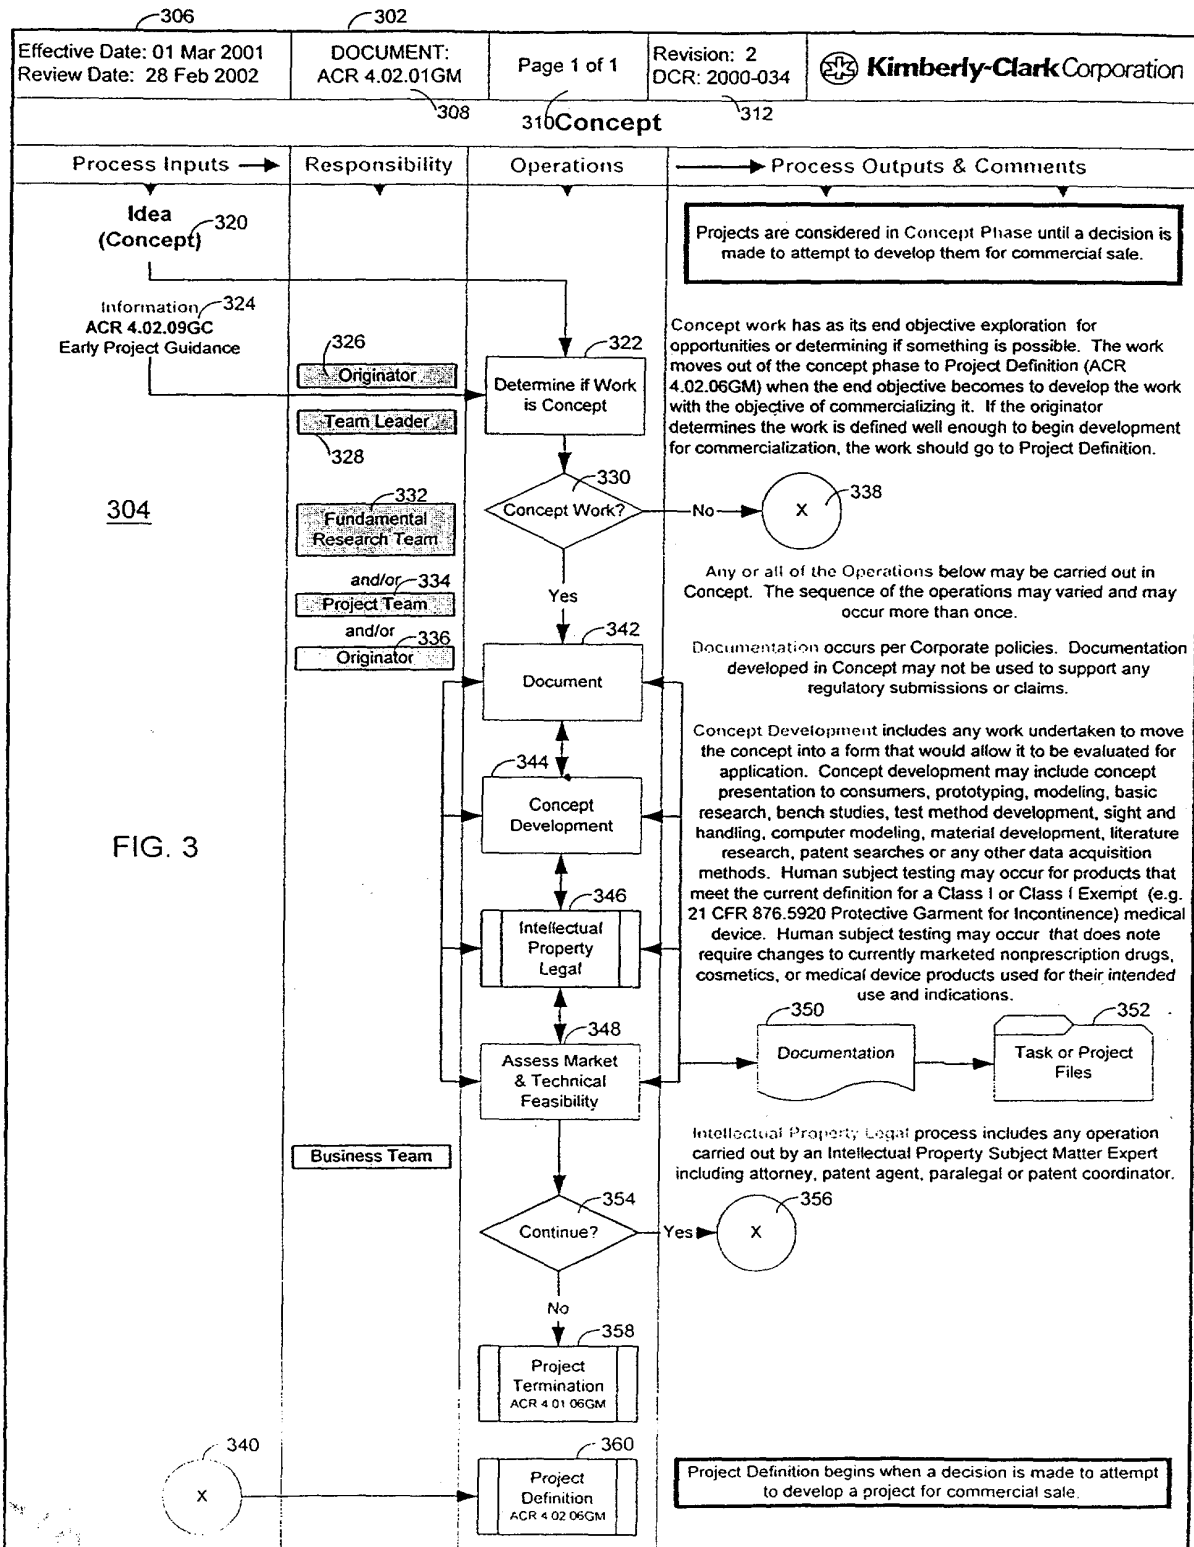 306
302
Effective Date: 01 Mar 2001
Review Date: 28 Feb 2002
DOCUMENT:
ACR 4.02.01GM
308
Page 1 of 1
310
Revision: 2
DCR: 2000-034
312
Kimberly-Clark Corporation
Concept
Process Inputs
Responsibility
Operations
Process Outputs & Comments
Idea
(Concept)
320
Projects are considered in Concept Phase until a decision is
made to attempt to develop them for commercial sale.
Information
324
ACR 4.02.09GC
Early Project Guidance
326
Originator
Team Leader
328
322
Determine if Work
is Concept
Concept work has as its end objective exploration for
opportunities or determining if something is possible. The work
moves out of the concept phase to Project Definition (ACR
4.02.06GM) when the end objective becomes to develop the work
with the objective of commercializing it. If the originator
determines the work is defined well enough to begin development
for commercialization, the work should go to Project Definition.
304
330
Concept Work?
No
X
338
332
Fundamental
Research Team
and/or
334
Project Team
and/or
336
Originator
Yes
Any or all of the Operations below may be carried out in
Concept. The sequence of the operations may varied and may
occur more than once.
342
Document
Documentation occurs per Corporate policies. Documentation
developed in Concept may not be used to support any
regulatory submissions or claims.
344
Concept
Development
Concept Development includes any work undertaken to move
the concept into a form that would allow it to be evaluated for
application. Concept development may include concept
presentation to consumers, prototyping, modeling, basic
research, bench studies, test method development, sight and
handling, computer modeling, material development, literature
research, patent searches or any other data acquisition
methods. Human subject testing may occur for products that
meet the current definition for a Class I or Class I Exempt (e.g.
21 CFR 876.5920 Protective Garment for Incontinence) medical
device. Human subject testing may occur that does note
require changes to currently marketed nonprescription drugs,
cosmetics, or medical device products used for their intended
use and indications.
FIG. 3
346
Intellectual
Property
Legal
348
Assess Market
& Technical
Feasibility
350
Documentation
352
Task or Project
Files
Business Team
Intellectual Property Legal process includes any operation
carried out by an Intellectual Property Subject Matter Expert
including attorney, patent agent, paralegal or patent coordinator.
354
Continue?
Yes
X
356
No
358
Project
Termination
ACR 4 01 06GM
340
X
360
Project
Definition
ACR 4 02 06GM
Project Definition begins when a decision is made to attempt
to develop a project for commercial sale.